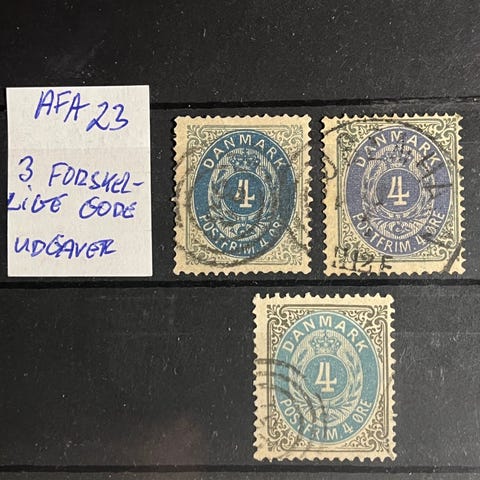 AFA 23
3 FORSKEL-
LIGE GODE
UDGAVER
DANMARK
4
POSTFRIM. 4 ØRE
DANMARK
4
POSTFRIM. 4 ØRE
DANMARK
4
POSTFRIM. 4 ØRE